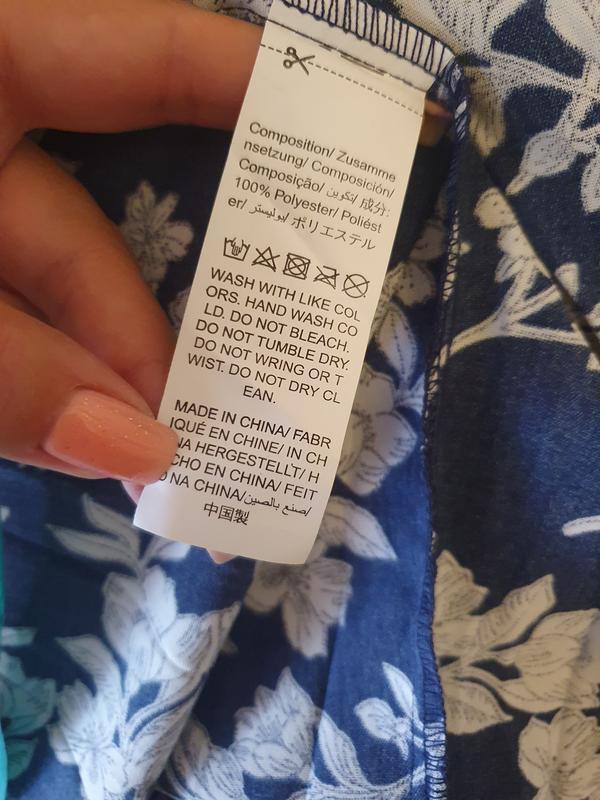 Composition/ Zusamme
nsetzung/ Composición/
Composição/ تكوين/ 成分:
100% Polyester/ Poliést
er/ بوليستر/ ポリエステル
WASH WITH LIKE COL
ORS. HAND WASH CO
LD. DO NOT BLEACH.
DO NOT TUMBLE DRY.
DO NOT WRING OR T
WIST. DO NOT DRY CL
EAN.
MADE IN CHINA/ FABR
IQUÉ EN CHINE/ IN CH
NA HERGESTELLT/ H
CHO EN CHINA/ FEIT
NA CHINA/صنع بالصين/
中国製